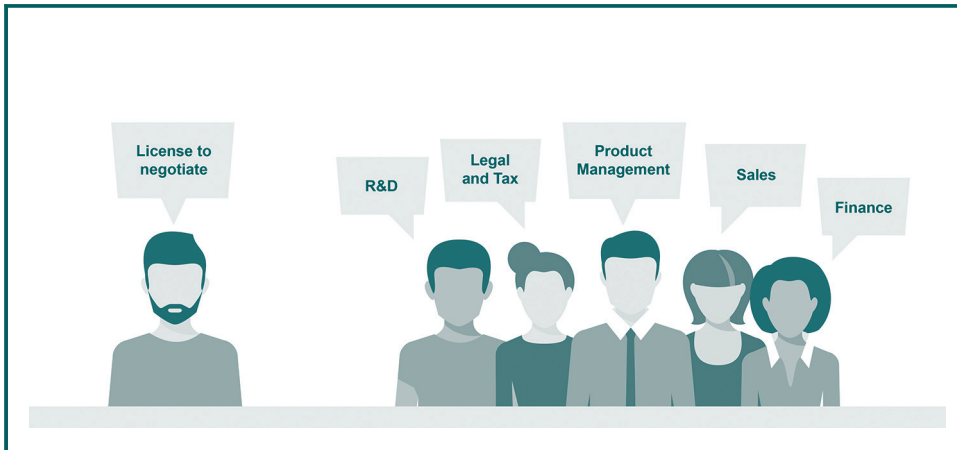 License to
negotiate
R&D
Legal
and Tax
Product
Management
Sales
Finance